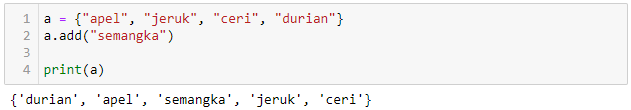 1 a = {"apel", "jeruk", "ceri", "durian"}
2 a.add("semangka")
3
4 print(a)
{'durian', 'apel', 'semangka', 'jeruk', 'ceri'}